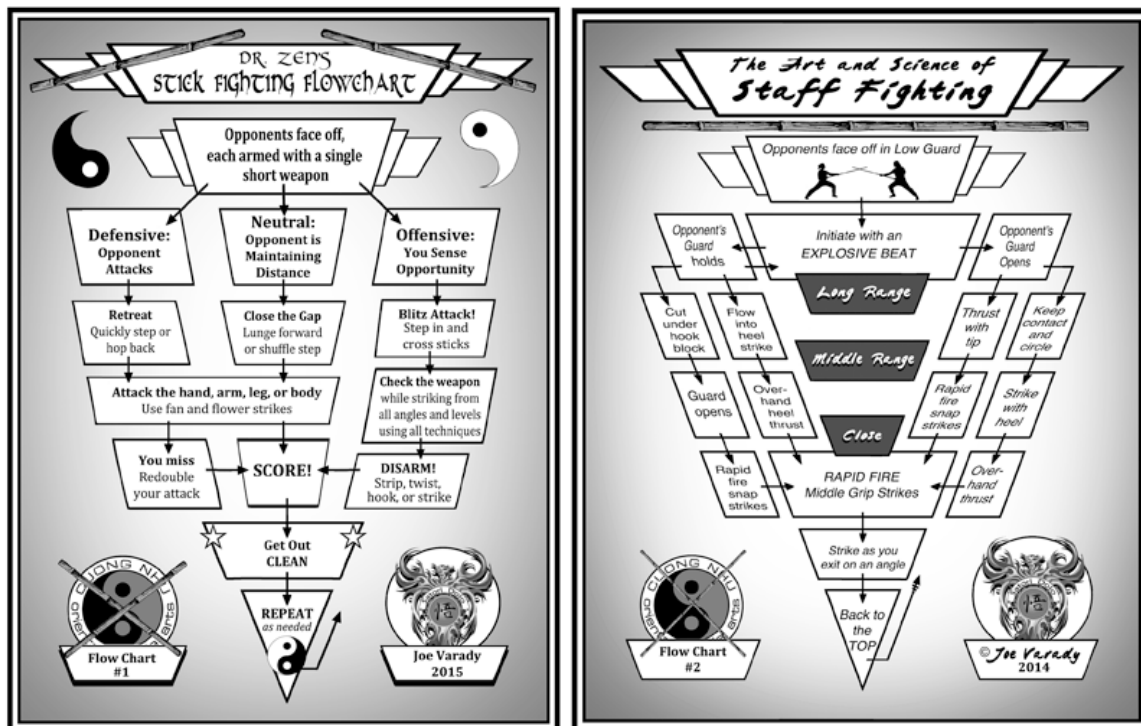 DR. ZEN'S
STICK FIGHTING FLOWCHART
Opponents face off,
each armed with a single
short weapon
Defensive:
Opponent
Attacks
Neutral:
Opponent is
Maintaining
Distance
Offensive:
You Sense
Opportunity
Retreat
Quickly step or
hop back
Close the Gap
Lunge forward
or shuffle step
Blitz Attack!
Step in and
cross sticks
Attack the hand, arm, leg, or body
Use fan and flower strikes
Check the weapon
while striking from
all angles and levels
using all techniques
You miss
Redouble
your attack
SCORE!
DISARM!
Strip, twist,
hook, or strike
Get Out
CLEAN
REPEAT
as needed
CUONG NHU
oriental
arts
Flow Chart
#1
Joe Varady
2015
The Art and Science of
Staff Fighting
Opponents face off in Low Guard
Opponent's
Guard
holds
Initiate with an
EXPLOSIVE BEAT
Opponent's
Guard
Opens
Long Range
Cut
under
hook
block
Flow
into
heel
strike
Thrust
with
tip
Keep
contact
and
circle
Middle Range
Guard
opens
Over-
hand
heel
thrust
Rapid
fire
snap
strikes
Strike
with
heel
Close
Rapid
fire
snap
strikes
RAPID FIRE
Middle Grip Strikes
Over-
hand
thrust
Strike as you
exit on an angle
Back to
the
TOP
CUONG NHU
oriental
arts
Flow Chart
#2
© Joe Varady
2014